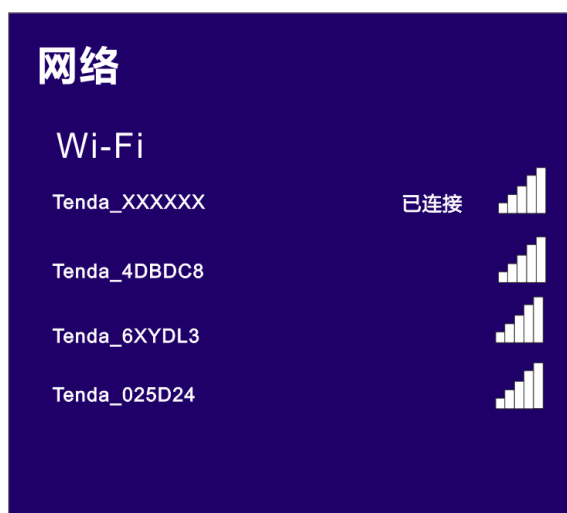 网络
Wi-Fi
Tenda_XXXXXX 已连接
Tenda_4DBDC8
Tenda_6XYDL3
Tenda_025D24